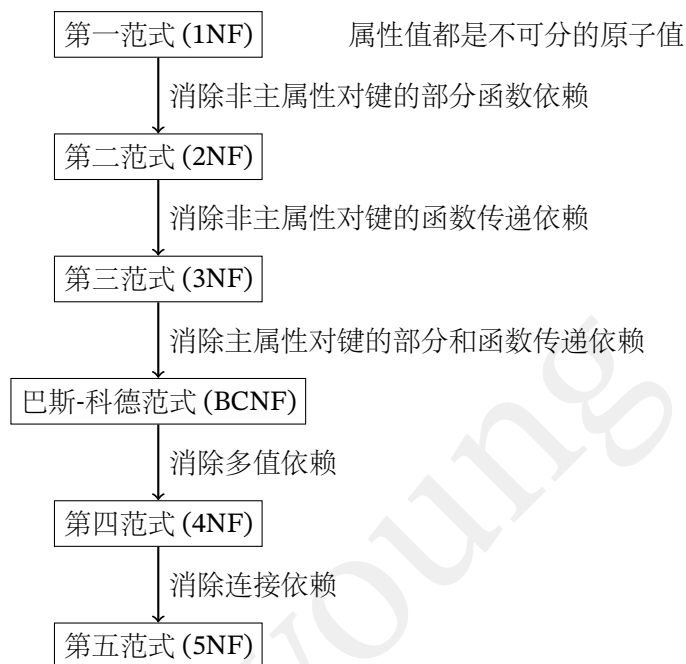 第一范式 (1NF) 属性值都是不可分的原子值
消除非主属性对键的部分函数依赖
第二范式 (2NF)
消除非主属性对键的函数传递依赖
第三范式 (3NF)
消除主属性对键的部分和函数传递依赖
巴斯-科德范式 (BCNF)
消除多值依赖
第四范式 (4NF)
消除连接依赖
第五范式 (5NF)
young